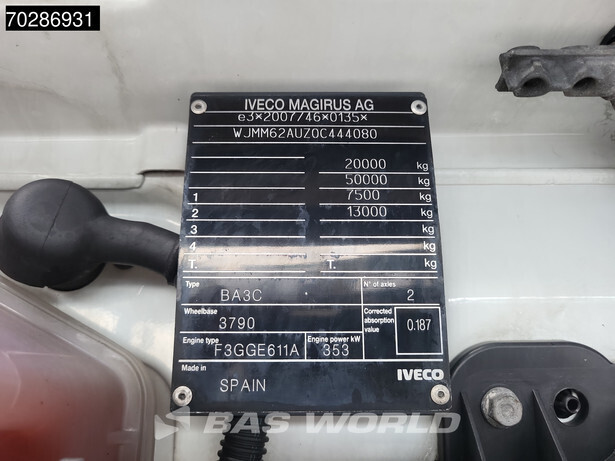 70286931
IVECO MAGIRUS AG
e3×2007/46×0135×
WJMM62AUZ0C444080
20000 kg
50000 kg
1 7500 kg
2 13000 kg
3 kg
4 kg
T. T. kg
Type BA3C N° of axles 2
Wheelbase 3790 Corrected absorption value 0.187
Engine type F3GGE611A Engine power kW 353
Made in SPAIN IVECO
BAS WORLD